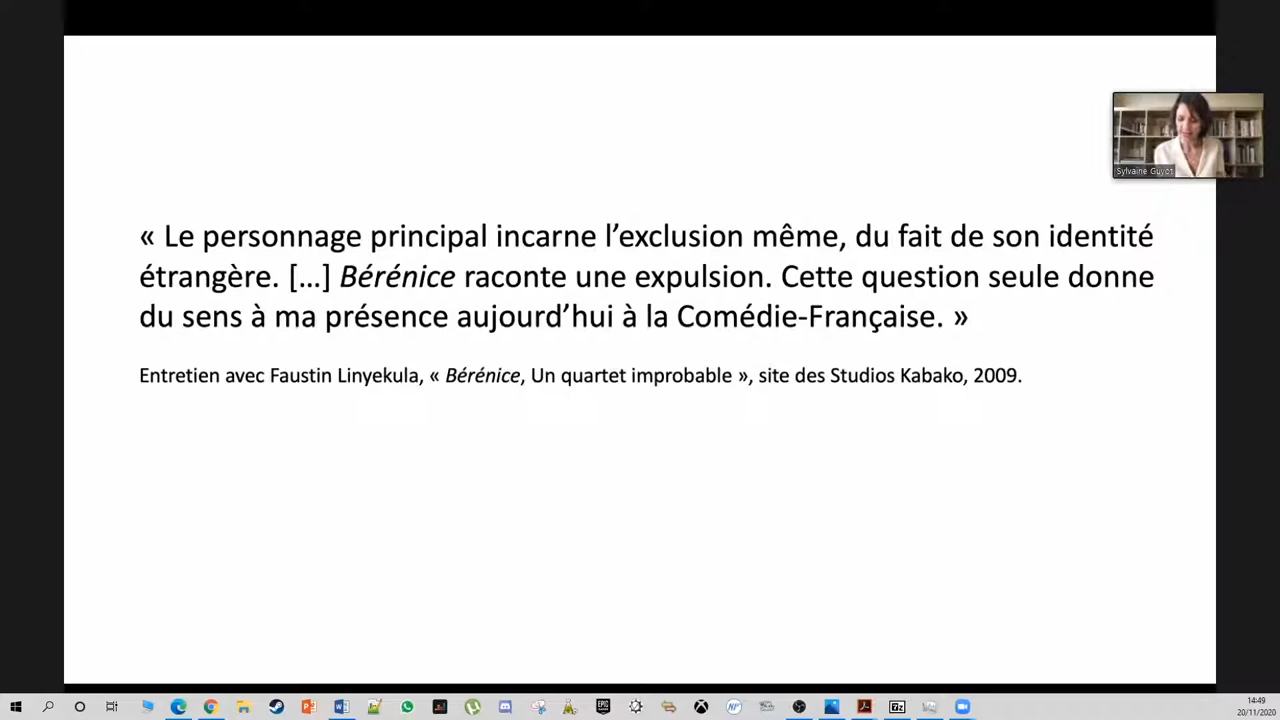 « Le personnage principal incarne l’exclusion même, du fait de son identité
étrangère. […] Bérénice raconte une expulsion. Cette question seule donne
du sens à ma présence aujourd’hui à la Comédie-Française. »
Entretien avec Faustin Linyekula, « Bérénice, Un quartet improbable », site des Studios Kabako, 2009.
Sylvaine Guyot
14:49
20/11/2020